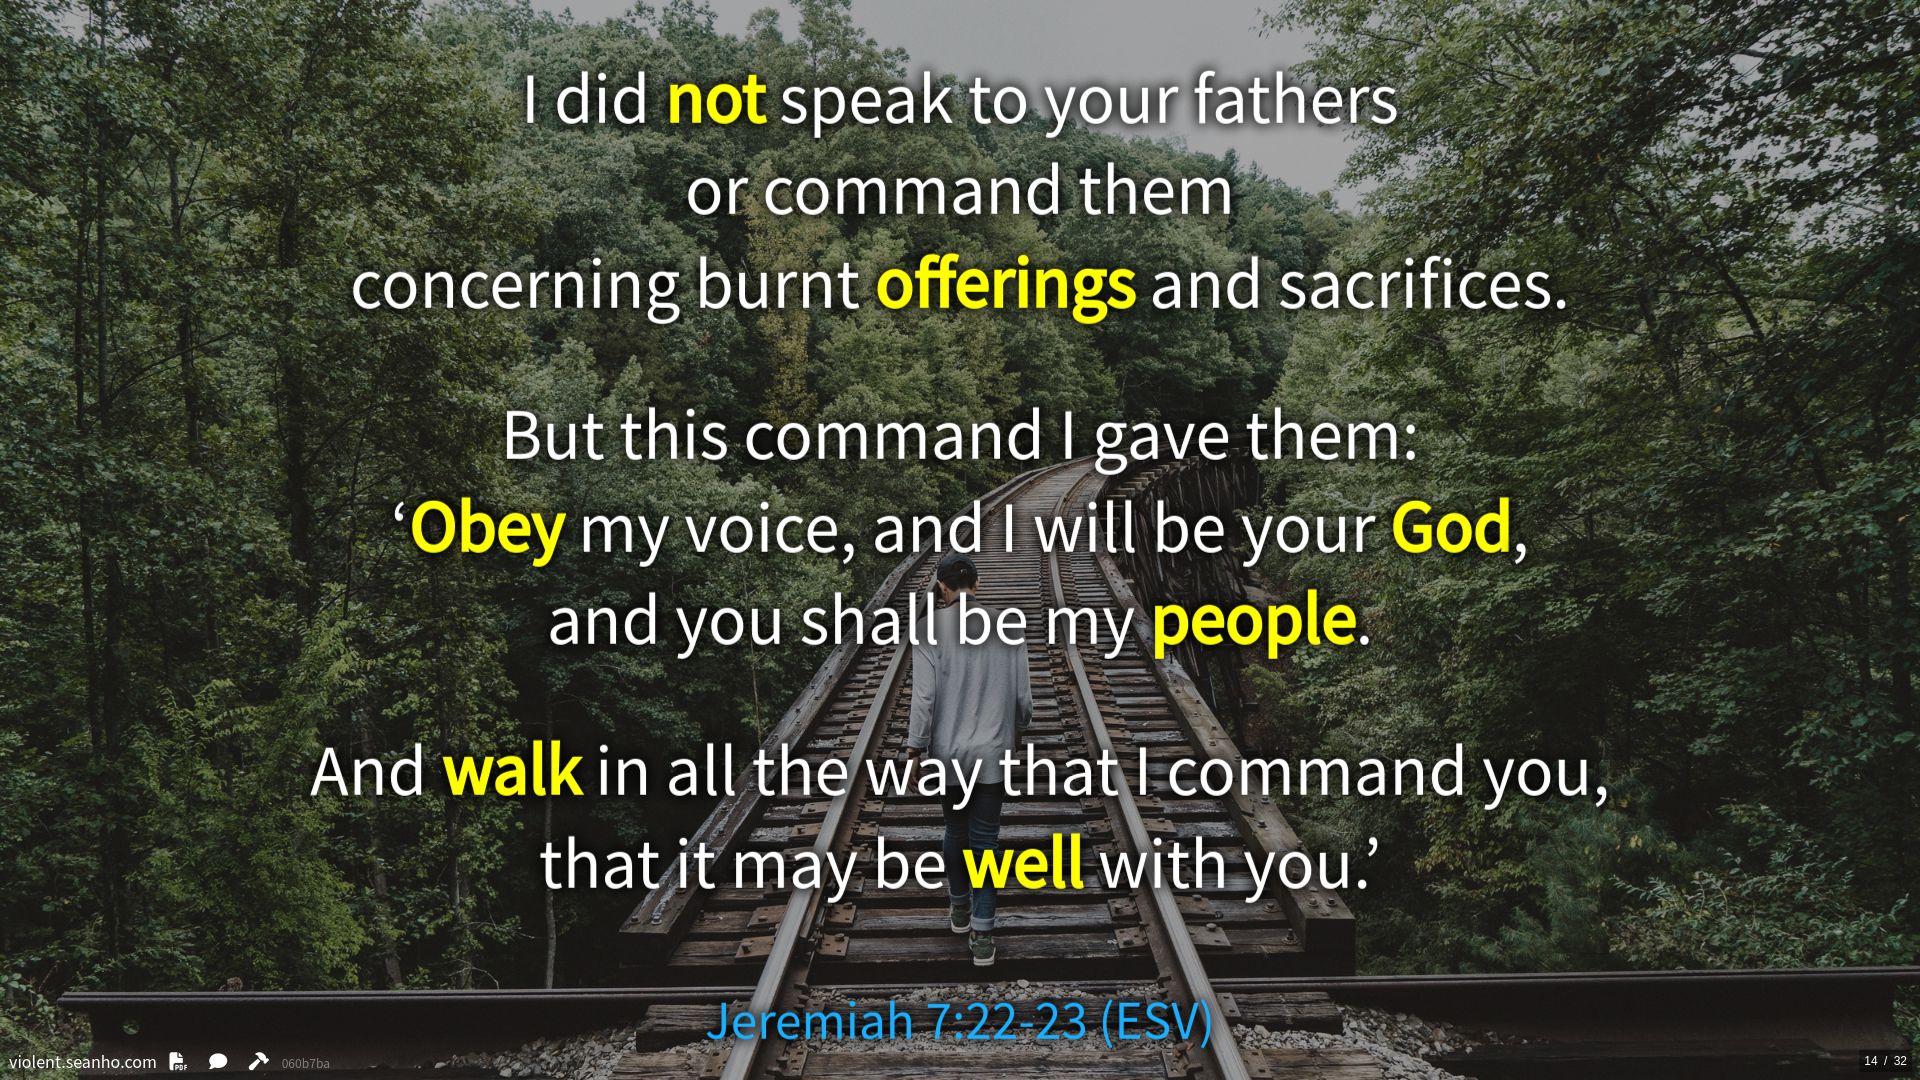 I did not speak to your fathers
or command them
concerning burnt offerings and sacrifices.
But this command I gave them:
‘Obey my voice, and I will be your God,
and you shall be my people.
And walk in all the way that I command you,
that it may be well with you.’
Jeremiah 7:22-23 (ESV)
violent.seanho.com PDF 060b7ba
14 / 32